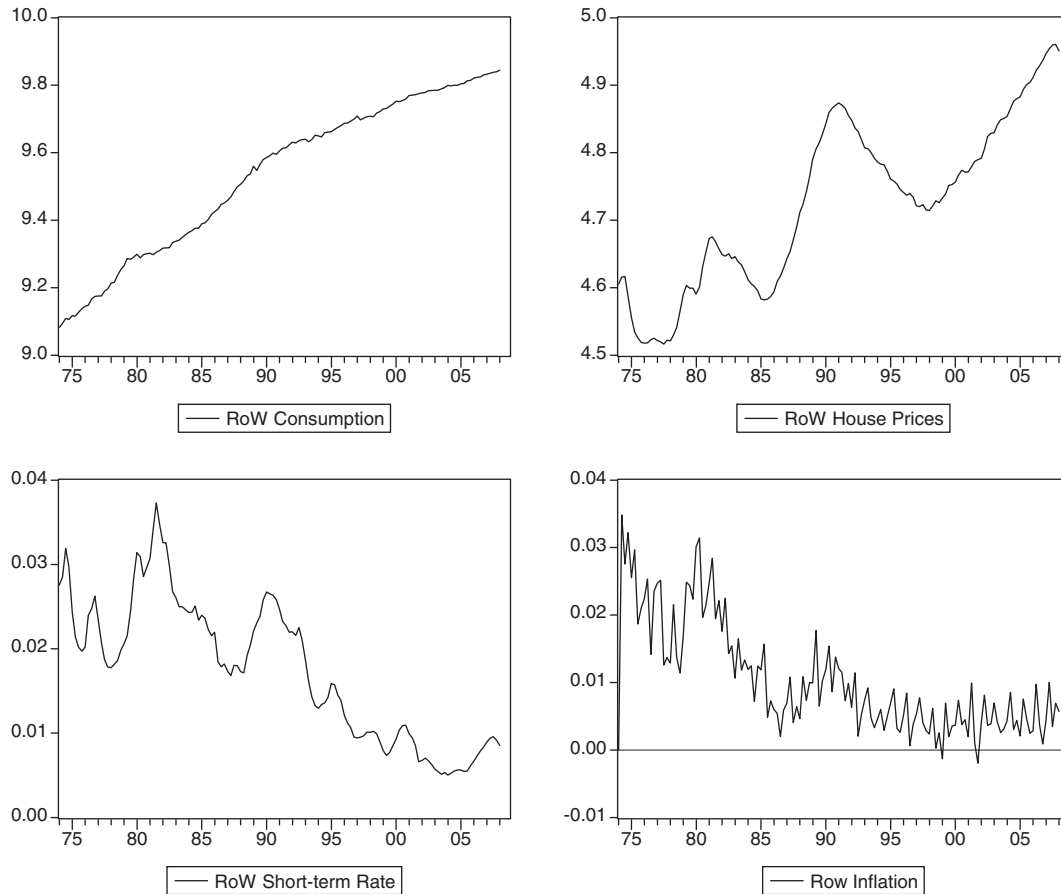 10.0
9.8
9.6
9.4
9.2
9.0
75 80 85 90 95 00 05
RoW Consumption
5.0
4.9
4.8
4.7
4.6
4.5
75 80 85 90 95 00 05
RoW House Prices
0.04
0.03
0.02
0.01
0.00
75 80 85 90 95 00 05
RoW Short-term Rate
0.04
0.03
0.02
0.01
0.00
-0.01
75 80 85 90 95 00 05
Row Inflation